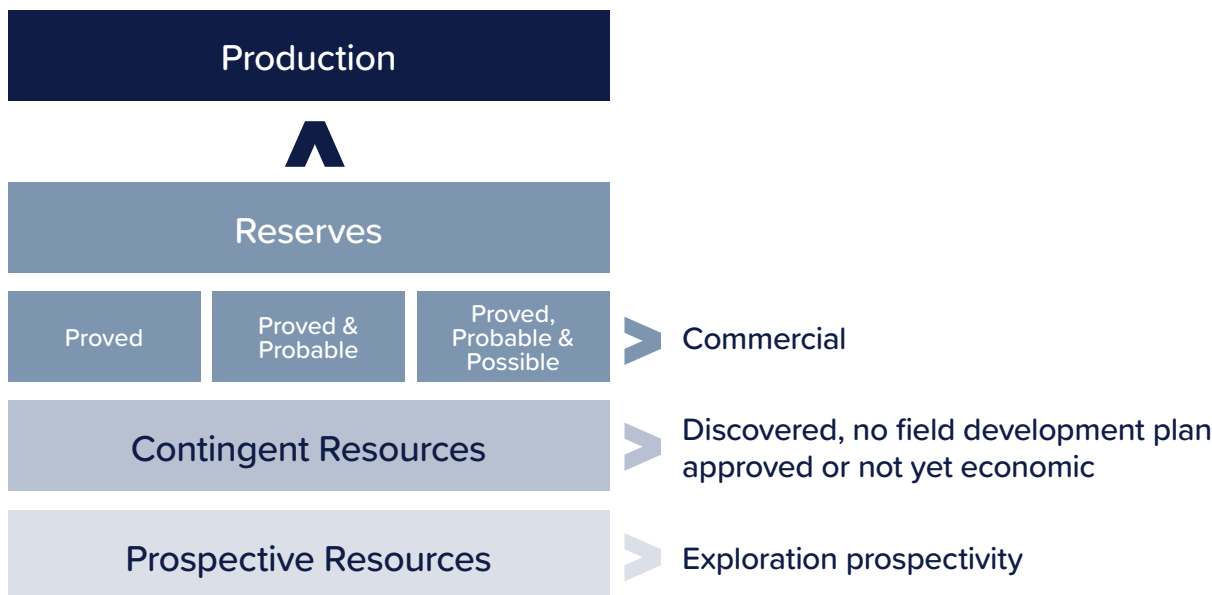 Production
Reserves
Proved
Proved &
Probable
Proved,
Probable &
Possible
Commercial
Contingent Resources
Discovered, no field development plan
approved or not yet economic
Prospective Resources
Exploration prospectivity